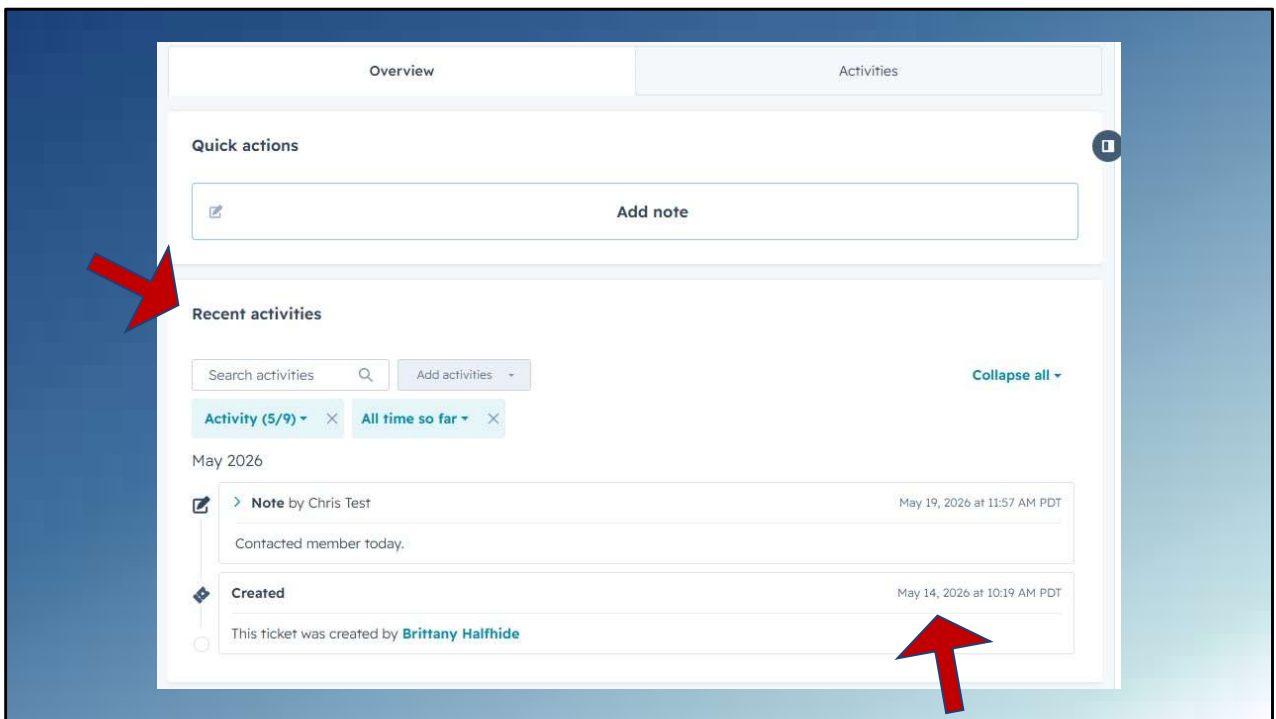 Overview
Activities
Quick actions
Add note
Recent activities
Search activities
Add activities
Collapse all
Activity (5/9)
All time so far
May 2026
Note by Chris Test
May 19, 2026 at 11:57 AM PDT
Contacted member today.
Created
May 14, 2026 at 10:19 AM PDT
This ticket was created by Brittany Halfhide